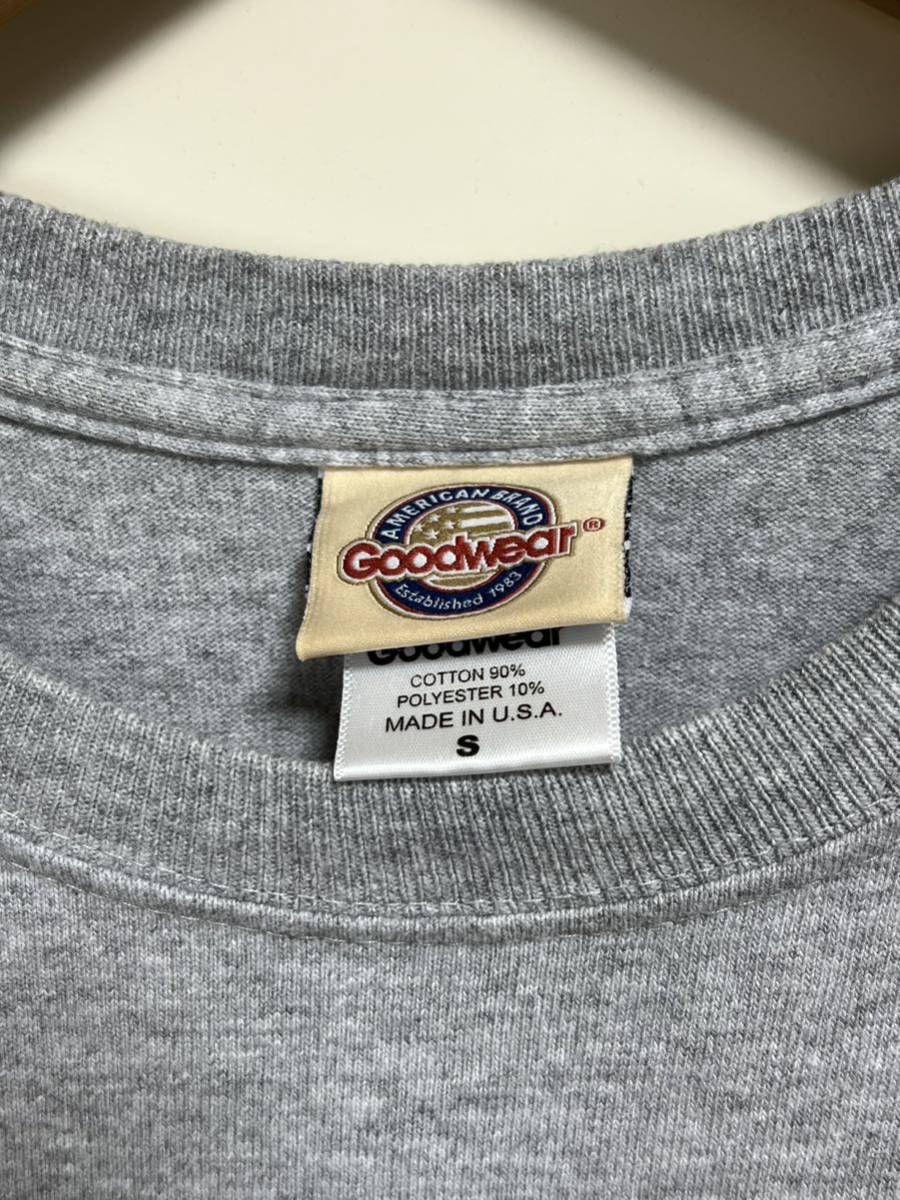 AMERICAN BRAND
Goodwear®
Established 1983
Goodwear
COTTON 90%
POLYESTER 10%
MADE IN U.S.A.
S